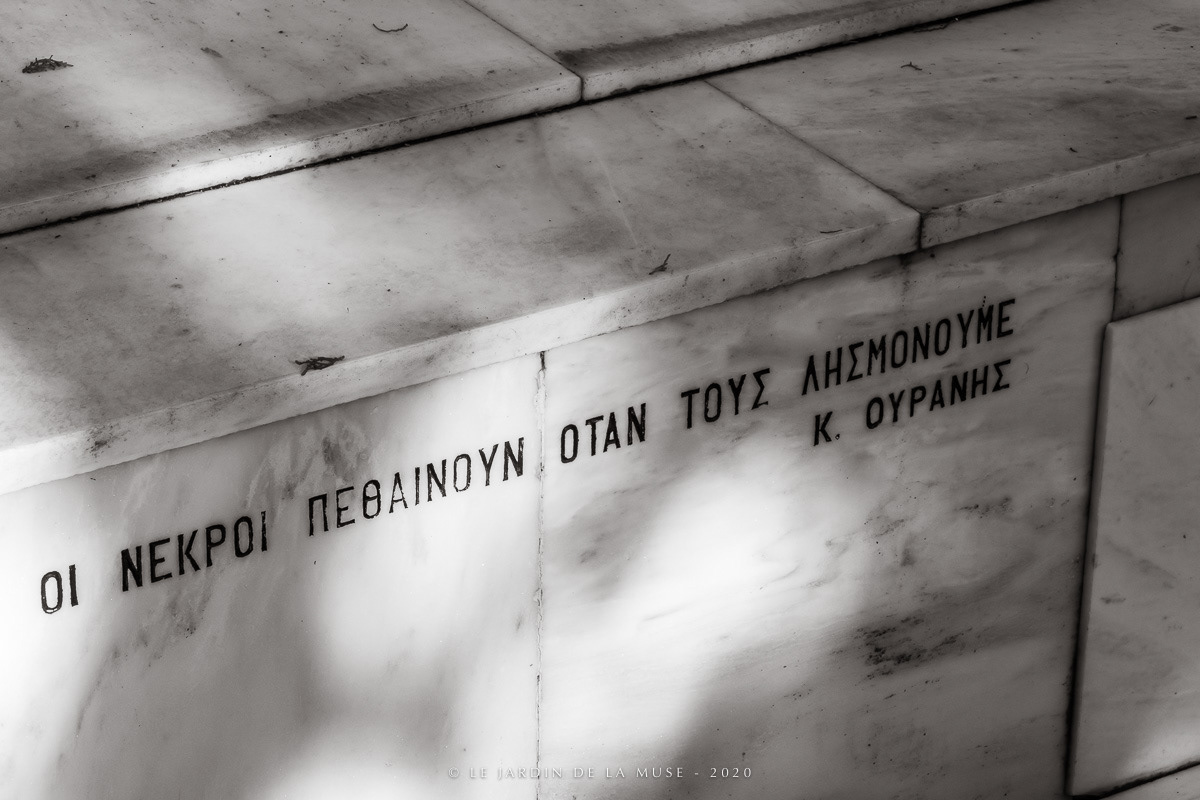 ΟΙ ΝΕΚΡΟΙ ΠΕΘΑΙΝΟΥΝ ΟΤΑΝ ΤΟΥΣ ΛΗΣΜΟΝΟΥΜΕ
Κ. ΟΥΡΑΝΗΣ
© LE JARDIN DE LA MUSE - 2020